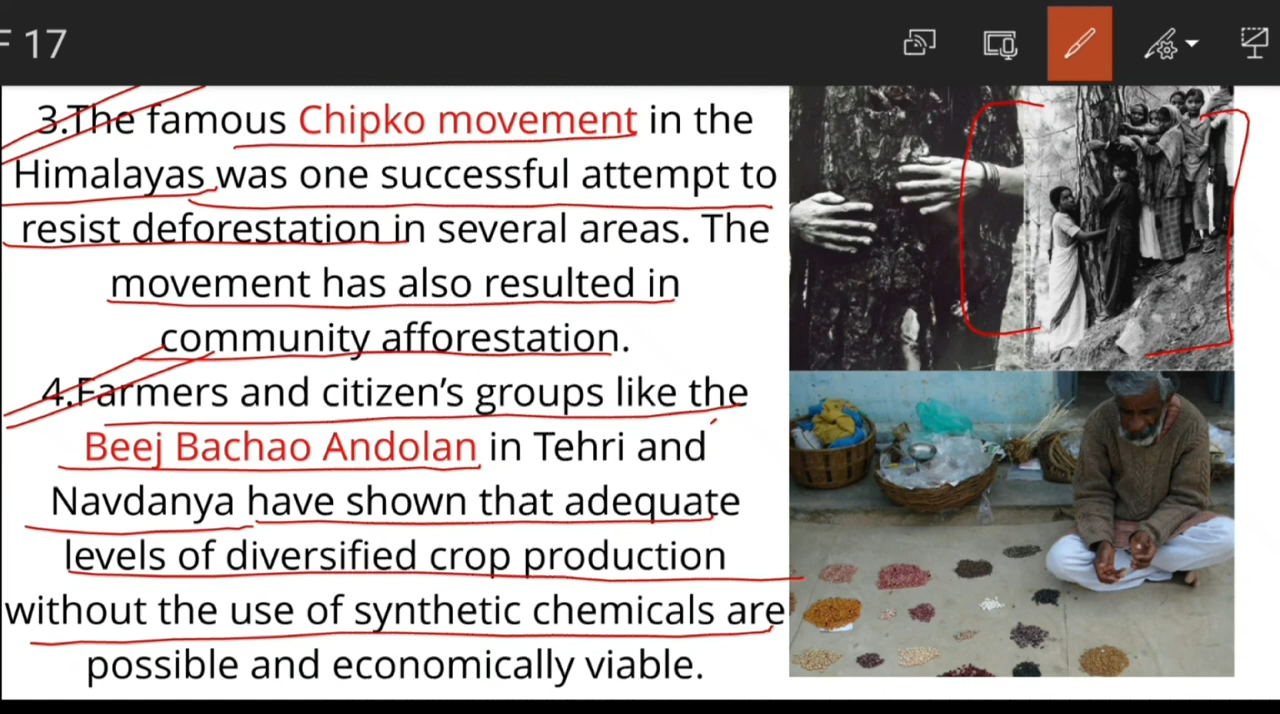 F 17
3.The famous Chipko movement in the
Himalayas was one successful attempt to
resist deforestation in several areas. The
movement has also resulted in
community afforestation.
4.Farmers and citizen’s groups like the
Beej Bachao Andolan in Tehri and
Navdanya have shown that adequate
levels of diversified crop production
without the use of synthetic chemicals are
possible and economically viable.